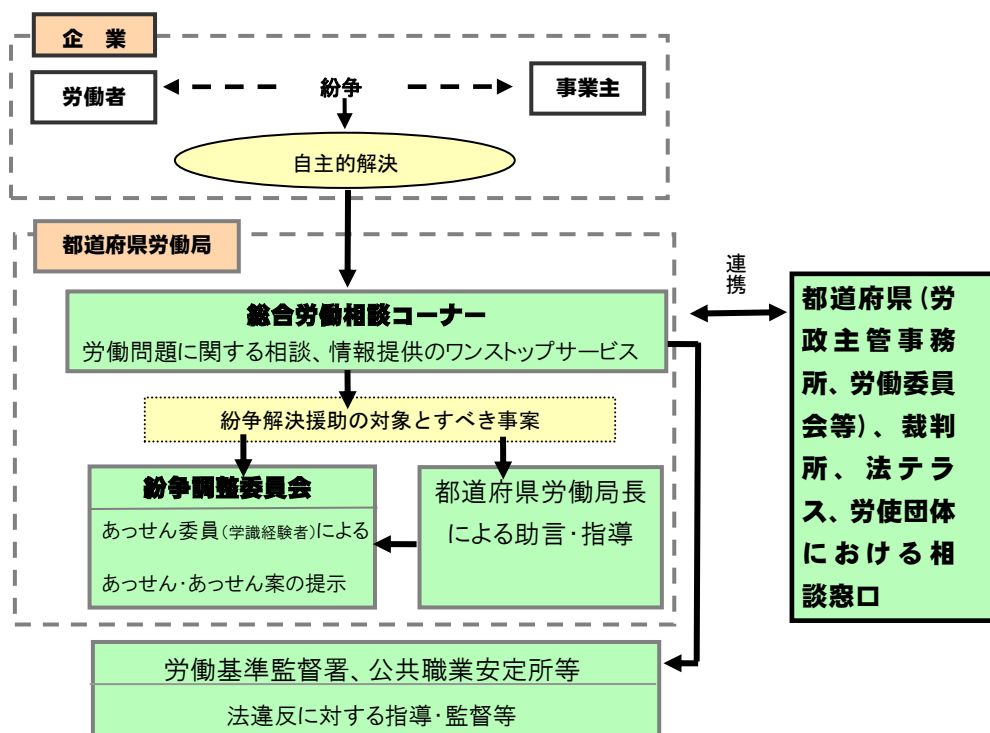 企　業
労働者
紛争
事業主
自主的解決
都道府県労働局
総合労働相談コーナー
労働問題に関する相談、情報提供のワンストップサービス
連携
都道府県（労
政主管事務
所、労働委員
会等）、裁判
所、法テラ
ス、労使団体
における相
談窓口
紛争解決援助の対象とすべき事案
紛争調整委員会
あっせん委員（学識経験者）による
あっせん・あっせん案の提示
都道府県労働局長
による助言・指導
労働基準監督署、公共職業安定所等
法違反に対する指導・監督等